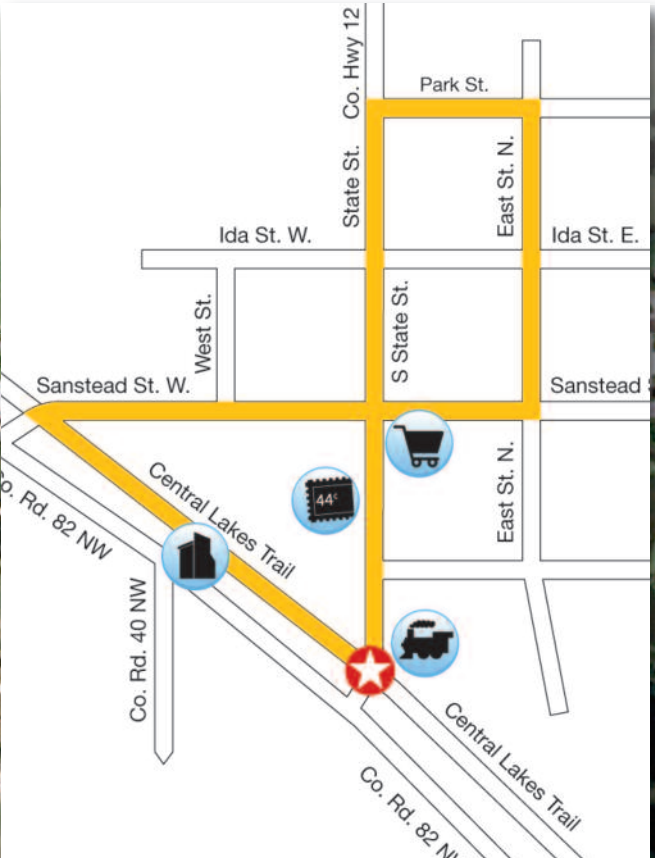 Co. Hwy 12
Park St.
State St.
East St. N.
Ida St. W.
Ida St. E.
West St.
S State St.
Sanstead St. W.
Sanstead
East St. N.
44¢
Central Lakes Trail
Co. Rd. 82 NW
Co. Rd. 40 NW
Central Lakes Trail
Co. Rd. 82